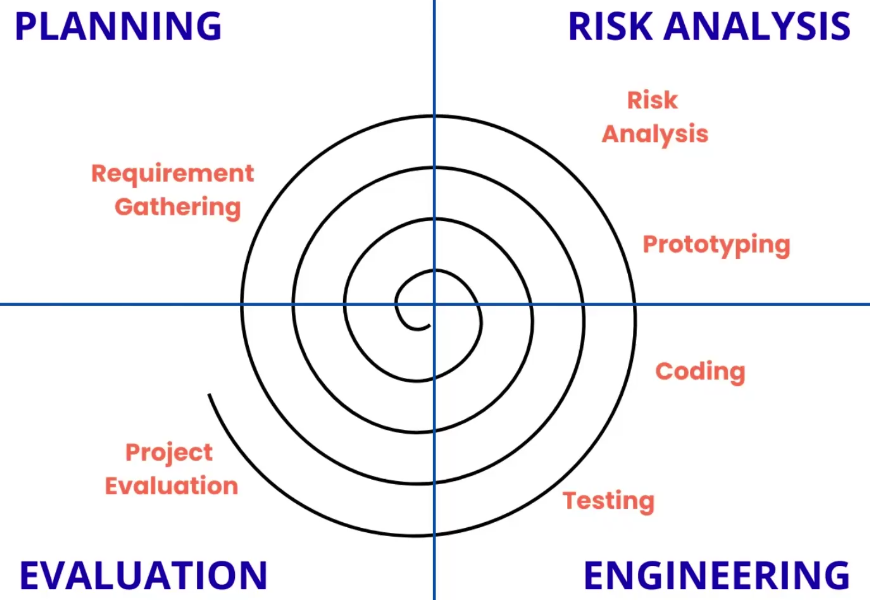 PLANNING
RISK ANALYSIS
Risk
Analysis
Requirement
Gathering
Prototyping
Coding
Project
Evaluation
Testing
EVALUATION
ENGINEERING